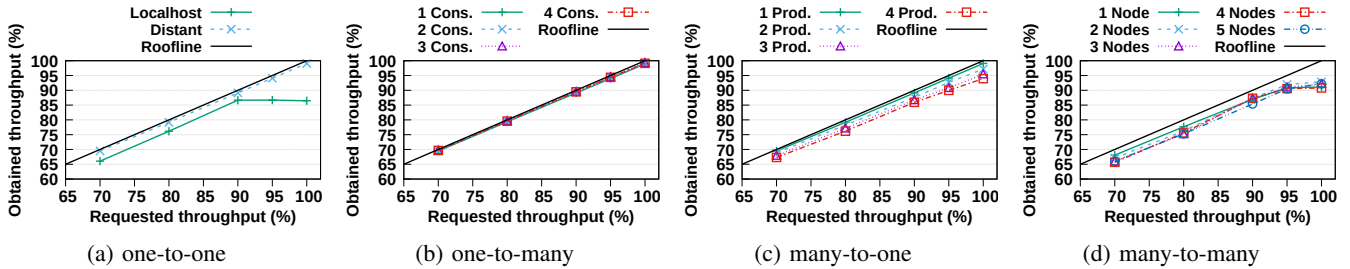 Localhost
Distant
Roofline
Obtained throughput (%)
100
95
90
85
80
75
70
65
60
65 70 75 80 85 90 95 100
Requested throughput (%)
(a) one-to-one
1 Cons. 4 Cons.
2 Cons. Roofline
3 Cons.
Obtained throughput (%)
100
95
90
85
80
75
70
65
60
65 70 75 80 85 90 95 100
Requested throughput (%)
(b) one-to-many
1 Prod. 4 Prod.
2 Prod. Roofline
3 Prod.
Obtained throughput (%)
100
95
90
85
80
75
70
65
60
65 70 75 80 85 90 95 100
Requested throughput (%)
(c) many-to-one
1 Node 4 Nodes
2 Nodes 5 Nodes
3 Nodes Roofline
Obtained throughput (%)
100
95
90
85
80
75
70
65
60
65 70 75 80 85 90 95 100
Requested throughput (%)
(d) many-to-many